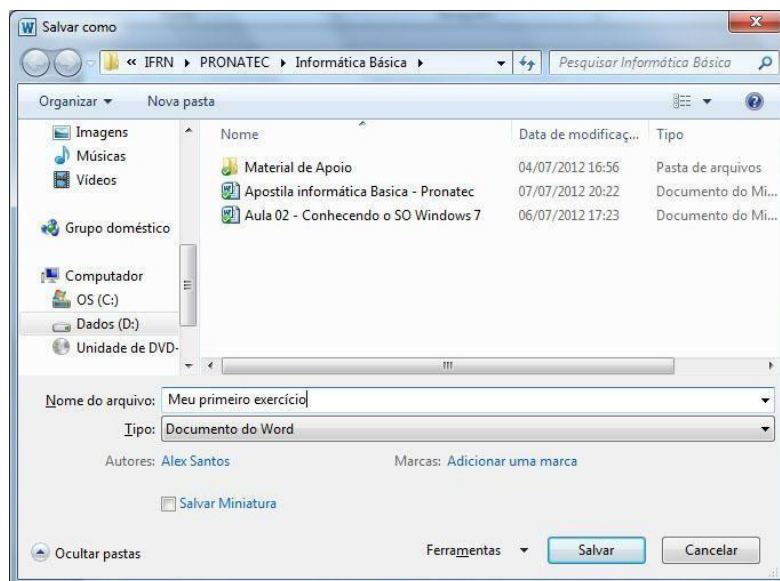 Salvar como
« IFRN ▸ PRONATEC ▸ Informática Básica ▸
Pesquisar Informática Básica
Organizar ▾ Nova pasta
Imagens
Músicas
Vídeos
Grupo doméstico
Computador
OS (C:)
Dados (D:)
Unidade de DVD-
Nome Data de modificaç... Tipo
Material de Apoio 04/07/2012 16:56 Pasta de arquivos
Apostila informática Basica - Pronatec 07/07/2012 20:22 Documento do Mi...
Aula 02 - Conhecendo o SO Windows 7 06/07/2012 17:23 Documento do Mi...
Nome do arquivo: Meu primeiro exercício
Tipo: Documento do Word
Autores: Alex Santos Marcas: Adicionar uma marca
Salvar Miniatura
Ocultar pastas Ferramentas ▾ Salvar Cancelar